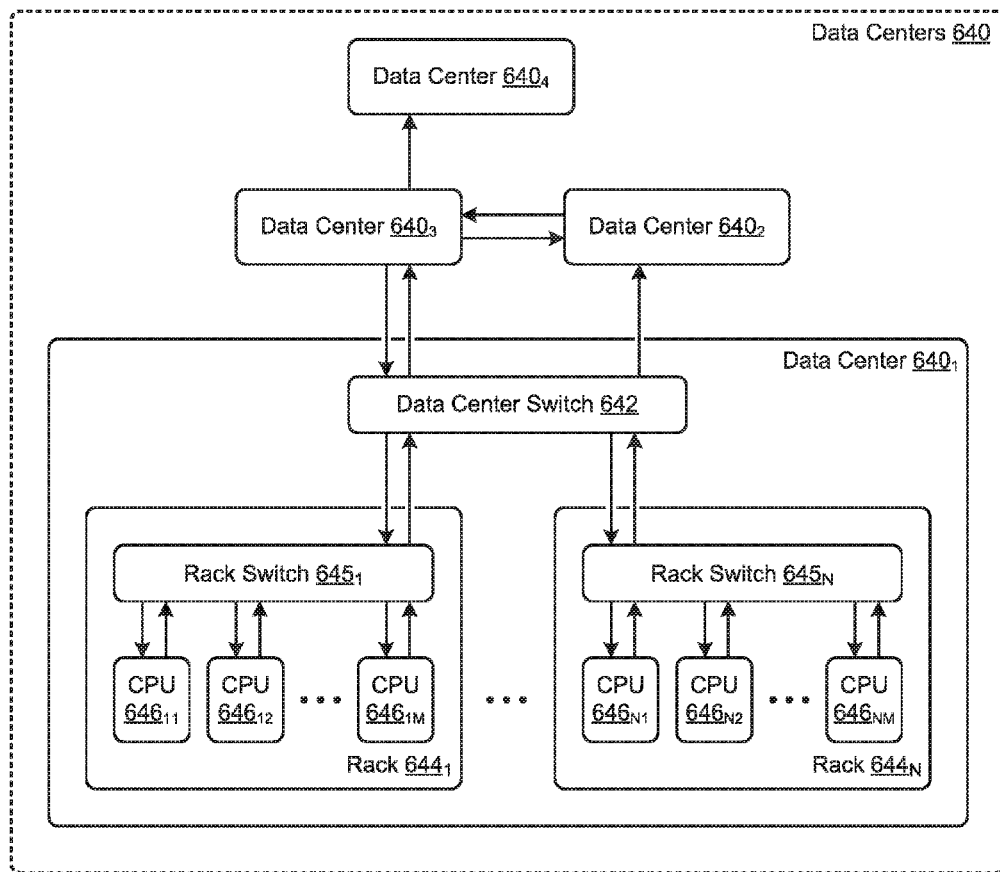 Data Centers 640
Data Center 640₄
Data Center 640₃
Data Center 640₂
Data Center 640₁
Data Center Switch 642
Rack Switch 645₁
Rack Switch 645N
CPU
646₁₁
CPU
646₁₂
• • •
CPU
646₁M
• • •
CPU
646N₁
CPU
646N₂
• • •
CPU
646NM
Rack 644₁
Rack 644N